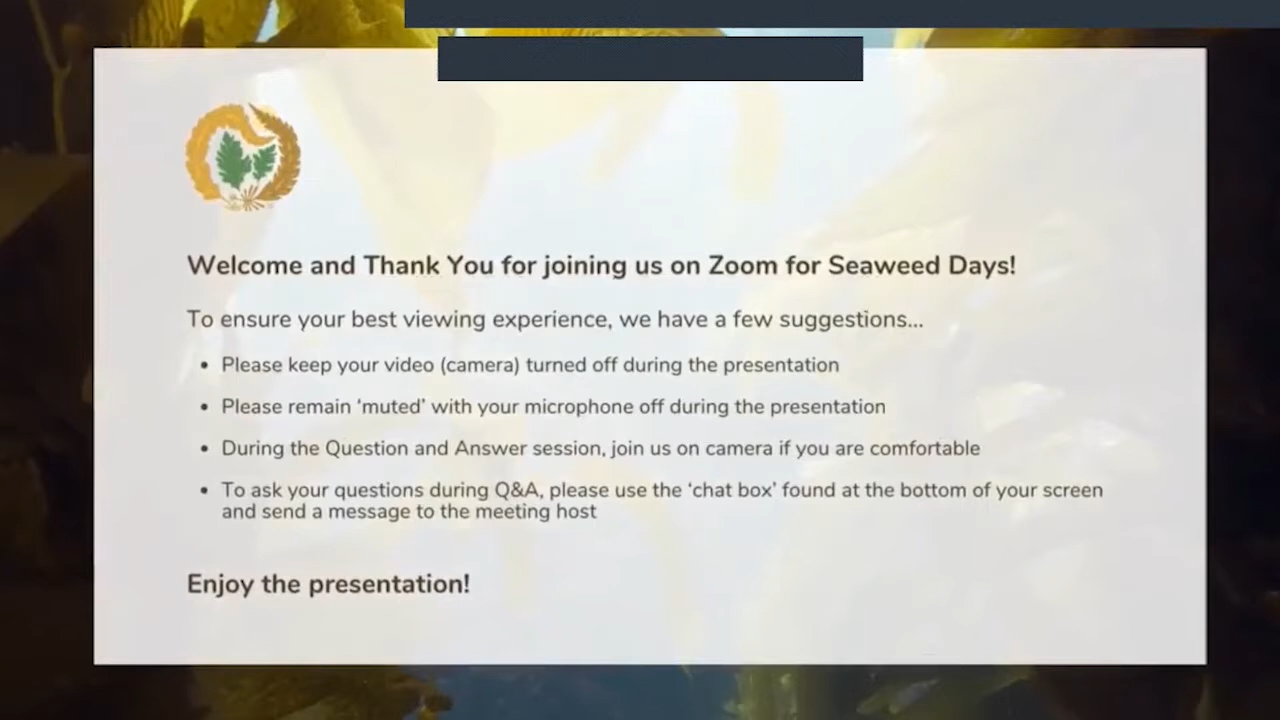 Welcome and Thank You for joining us on Zoom for Seaweed Days!
To ensure your best viewing experience, we have a few suggestions...
• Please keep your video (camera) turned off during the presentation
• Please remain ‘muted’ with your microphone off during the presentation
• During the Question and Answer session, join us on camera if you are comfortable
• To ask your questions during Q&A, please use the ‘chat box’ found at the bottom of your screen
and send a message to the meeting host
Enjoy the presentation!